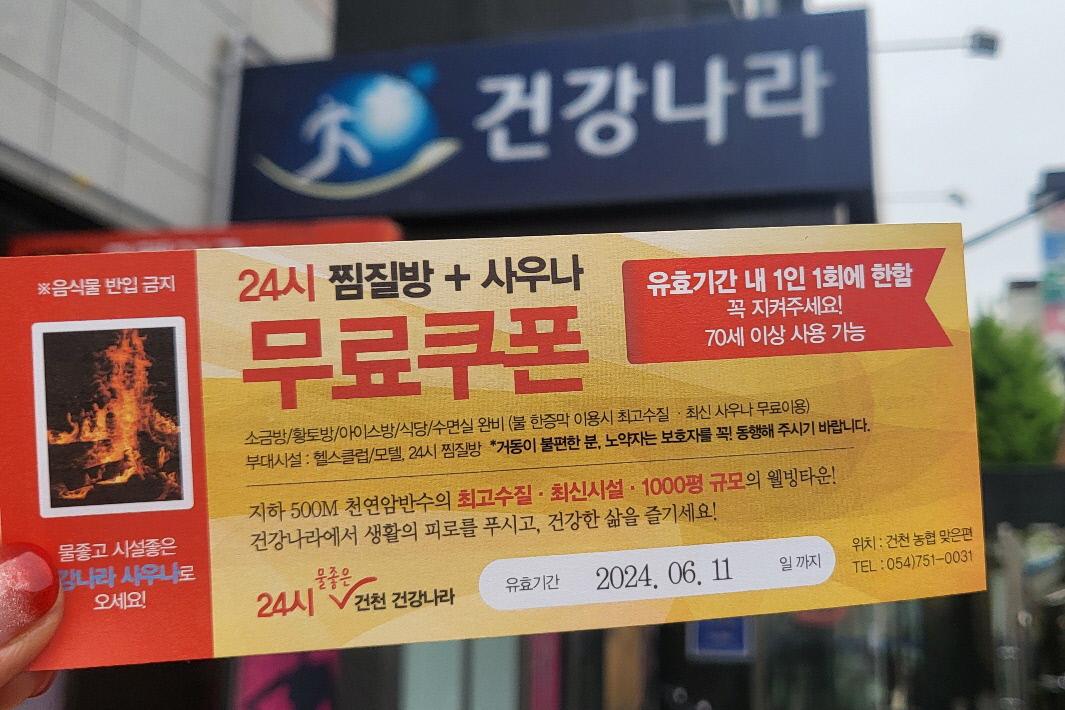 건강나라
※음식물 반입 금지
물좋고 시설좋은
강나라 사우나로
오세요!
24시 찜질방 + 사우나
무료쿠폰
유효기간 내 1인 1회에 한함
꼭 지켜주세요!
70세 이상 사용 가능
소금방/황토방/아이스방/식당/수면실 완비 (불 한증막 이용시 최고수질 · 최신 사우나 무료이용)
부대시설 : 헬스클럽/모텔, 24시 찜질방 *거동이 불편한 분, 노약자는 보호자를 꼭! 동행해 주시기 바랍니다.
지하 500M 천연암반수의 최고수질 · 최신시설 · 1000평 규모의 웰빙타운!
건강나라에서 생활의 피로를 푸시고, 건강한 삶을 즐기세요!
24시 물좋은 건천 건강나라
유효기간 2024. 06. 11 일 까지
위치 : 건천 농협 맞은편
TEL : 054)751-0031